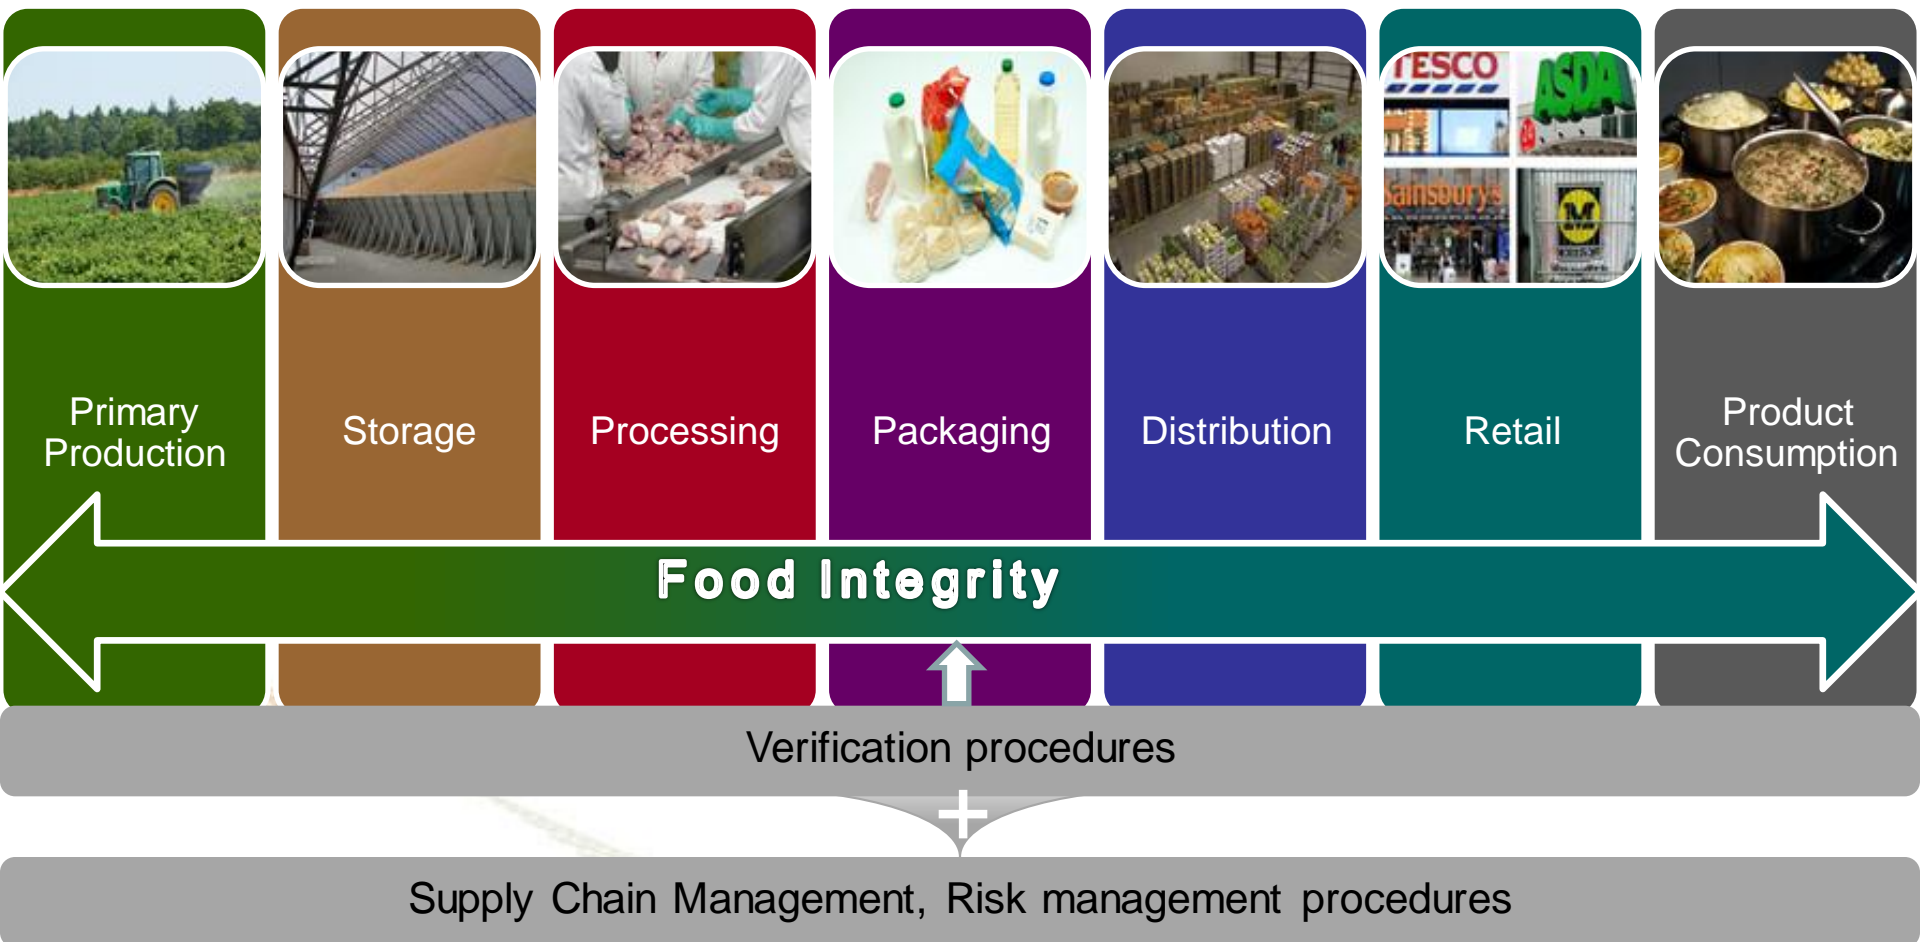 TESCO
ASDA
Sainsbury's
M
Primary
Production
Storage
Processing
Packaging
Distribution
Retail
Product
Consumption
Food Integrity
Verification procedures
+
Supply Chain Management, Risk management procedures